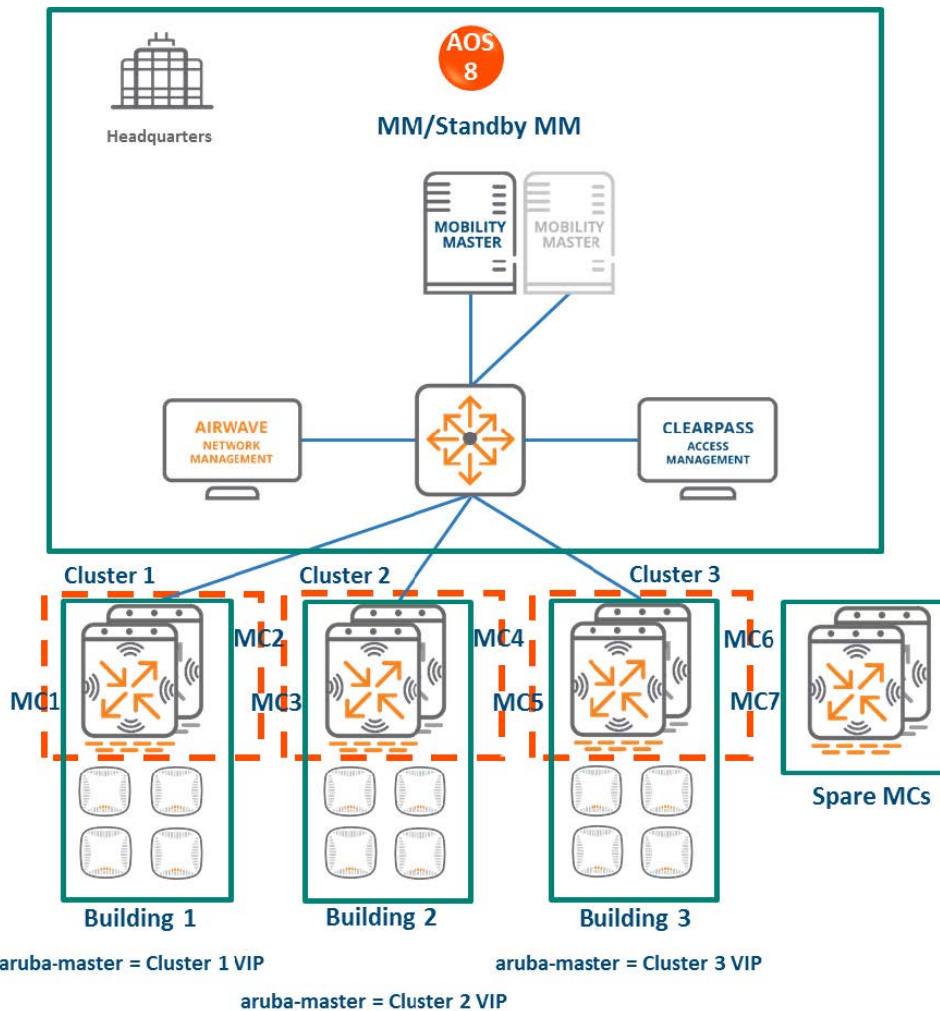 AOS
8
Headquarters
MM/Standby MM
MOBILITY
MASTER
MOBILITY
MASTER
AIRWAVE
NETWORK
MANAGEMENT
CLEARPASS
ACCESS
MANAGEMENT
Cluster 1
Cluster 2
Cluster 3
MC2
MC4
MC6
MC1
MC3
MC5
MC7
Spare MCs
Building 1
Building 2
Building 3
aruba-master = Cluster 1 VIP
aruba-master = Cluster 3 VIP
aruba-master = Cluster 2 VIP